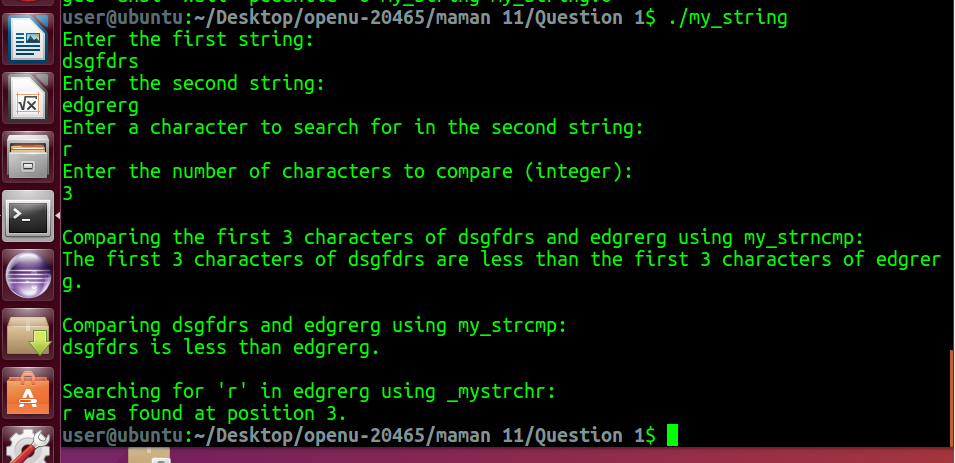 user@ubuntu:~/Desktop/openu-20465/maman 11/Question 1$ ./my_string
Enter the first string:
dsgfdrs
Enter the second string:
edgrerg
Enter a character to search for in the second string:
r
Enter the number of characters to compare (integer):
3
Comparing the first 3 characters of dsgfdrs and edgrerg using my_strncmp:
The first 3 characters of dsgfdrs are less than the first 3 characters of edgrer
g.
Comparing dsgfdrs and edgrerg using my_strcmp:
dsgfdrs is less than edgrerg.
Searching for 'r' in edgrerg using _mystrchr:
r was found at position 3.
user@ubuntu:~/Desktop/openu-20465/maman 11/Question 1$